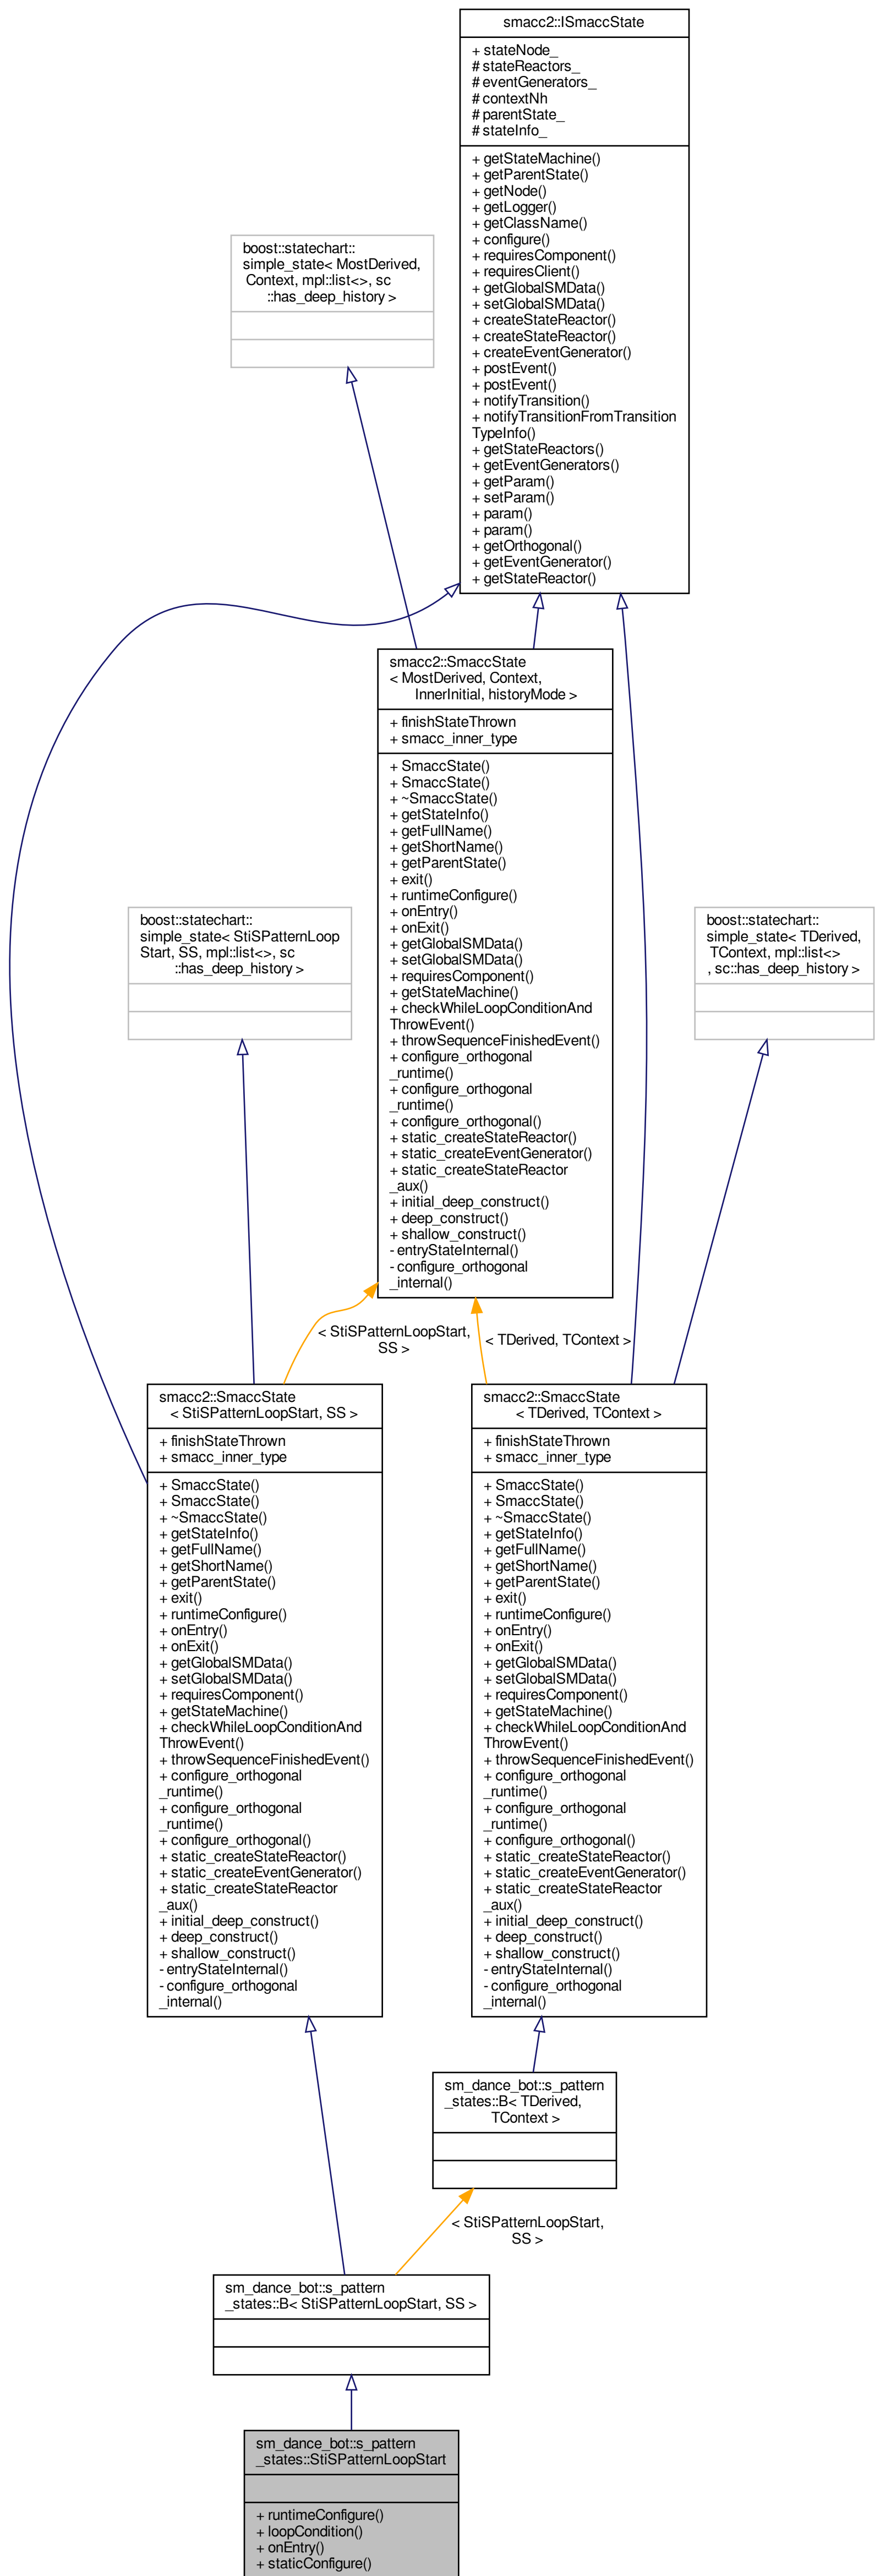 smacc2::ISmaccState
+ stateNode_
# stateReactors_
# eventGenerators_
# contextNh
# parentState_
# stateInfo_
+ getStateMachine()
+ getParentState()
+ getNode()
+ getLogger()
+ getClassName()
+ configure()
+ requiresComponent()
+ requiresClient()
+ getGlobalSMData()
+ setGlobalSMData()
+ createStateReactor()
+ createStateReactor()
+ createEventGenerator()
+ postEvent()
+ postEvent()
+ notifyTransition()
+ notifyTransitionFromTransition
TypeInfo()
+ getStateReactors()
+ getEventGenerators()
+ getParam()
+ setParam()
+ param()
+ param()
+ getOrthogonal()
+ getEventGenerator()
+ getStateReactor()
boost::statechart::
simple_state< MostDerived,
Context, mpl::list<>, sc
::has_deep_history >
smacc2::SmaccState
< MostDerived, Context,
InnerInitial, historyMode >
+ finishStateThrown
+ smacc_inner_type
+ SmaccState()
+ SmaccState()
+ ~SmaccState()
+ getStateInfo()
+ getFullName()
+ getShortName()
+ getParentState()
+ exit()
+ runtimeConfigure()
+ onEntry()
+ onExit()
+ getGlobalSMData()
+ setGlobalSMData()
+ requiresComponent()
+ getStateMachine()
+ checkWhileLoopConditionAnd
ThrowEvent()
+ throwSequenceFinishedEvent()
+ configure_orthogonal
_runtime()
+ configure_orthogonal
_runtime()
+ configure_orthogonal()
+ static_createStateReactor()
+ static_createEventGenerator()
+ static_createStateReactor
_aux()
+ initial_deep_construct()
+ deep_construct()
+ shallow_construct()
- entryStateInternal()
- configure_orthogonal
_internal()
boost::statechart::
simple_state< StiSPatternLoop
Start, SS, mpl::list<>, sc
::has_deep_history >
boost::statechart::
simple_state< TDerived,
TContext, mpl::list<>
, sc::has_deep_history >
< StiSPatternLoopStart,
SS >
< TDerived, TContext >
smacc2::SmaccState
< StiSPatternLoopStart, SS >
+ finishStateThrown
+ smacc_inner_type
+ SmaccState()
+ SmaccState()
+ ~SmaccState()
+ getStateInfo()
+ getFullName()
+ getShortName()
+ getParentState()
+ exit()
+ runtimeConfigure()
+ onEntry()
+ onExit()
+ getGlobalSMData()
+ setGlobalSMData()
+ requiresComponent()
+ getStateMachine()
+ checkWhileLoopConditionAnd
ThrowEvent()
+ throwSequenceFinishedEvent()
+ configure_orthogonal
_runtime()
+ configure_orthogonal
_runtime()
+ configure_orthogonal()
+ static_createStateReactor()
+ static_createEventGenerator()
+ static_createStateReactor
_aux()
+ initial_deep_construct()
+ deep_construct()
+ shallow_construct()
- entryStateInternal()
- configure_orthogonal
_internal()
smacc2::SmaccState
< TDerived, TContext >
+ finishStateThrown
+ smacc_inner_type
+ SmaccState()
+ SmaccState()
+ ~SmaccState()
+ getStateInfo()
+ getFullName()
+ getShortName()
+ getParentState()
+ exit()
+ runtimeConfigure()
+ onEntry()
+ onExit()
+ getGlobalSMData()
+ setGlobalSMData()
+ requiresComponent()
+ getStateMachine()
+ checkWhileLoopConditionAnd
ThrowEvent()
+ throwSequenceFinishedEvent()
+ configure_orthogonal
_runtime()
+ configure_orthogonal
_runtime()
+ configure_orthogonal()
+ static_createStateReactor()
+ static_createEventGenerator()
+ static_createStateReactor
_aux()
+ initial_deep_construct()
+ deep_construct()
+ shallow_construct()
- entryStateInternal()
- configure_orthogonal
_internal()
sm_dance_bot::s_pattern
_states::B< TDerived,
TContext >
< StiSPatternLoopStart,
SS >
sm_dance_bot::s_pattern
_states::B< StiSPatternLoopStart, SS >
sm_dance_bot::s_pattern
_states::StiSPatternLoopStart
+ runtimeConfigure()
+ loopCondition()
+ onEntry()
+ staticConfigure()